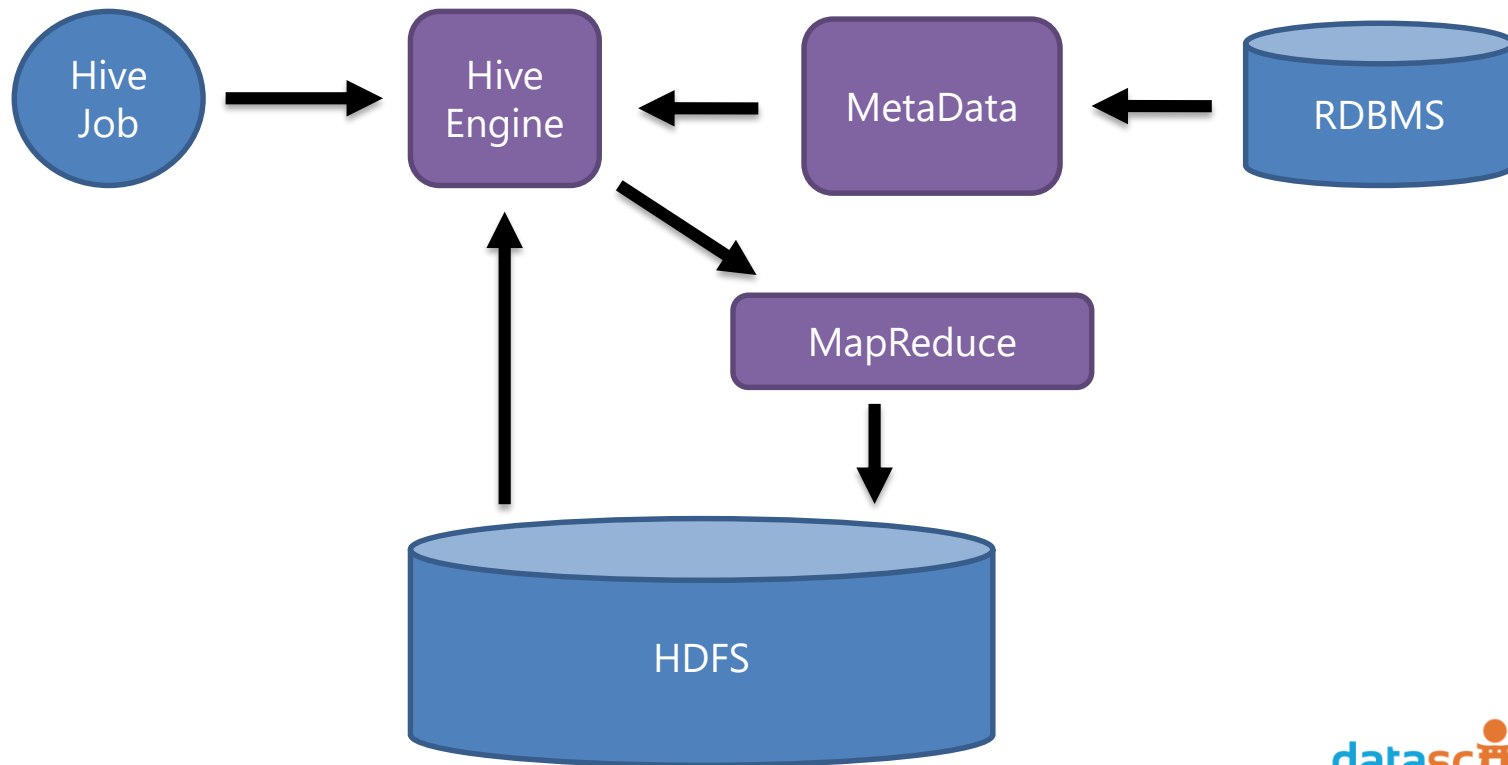 Hive
Job
Hive
Engine
MetaData
RDBMS
MapReduce
HDFS